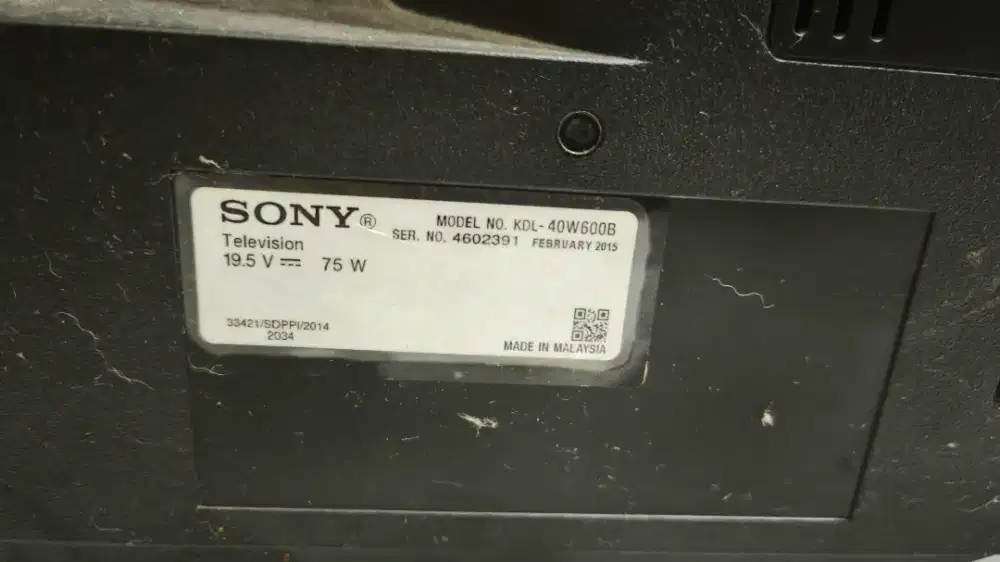 SONY®
MODEL NO. KDL-40W600B
SER. NO. 4602391 FEBRUARY 2015
Television
19.5 V ⎓ 75 W
33421/SDPPI/2014
2034
MADE IN MALAYSIA